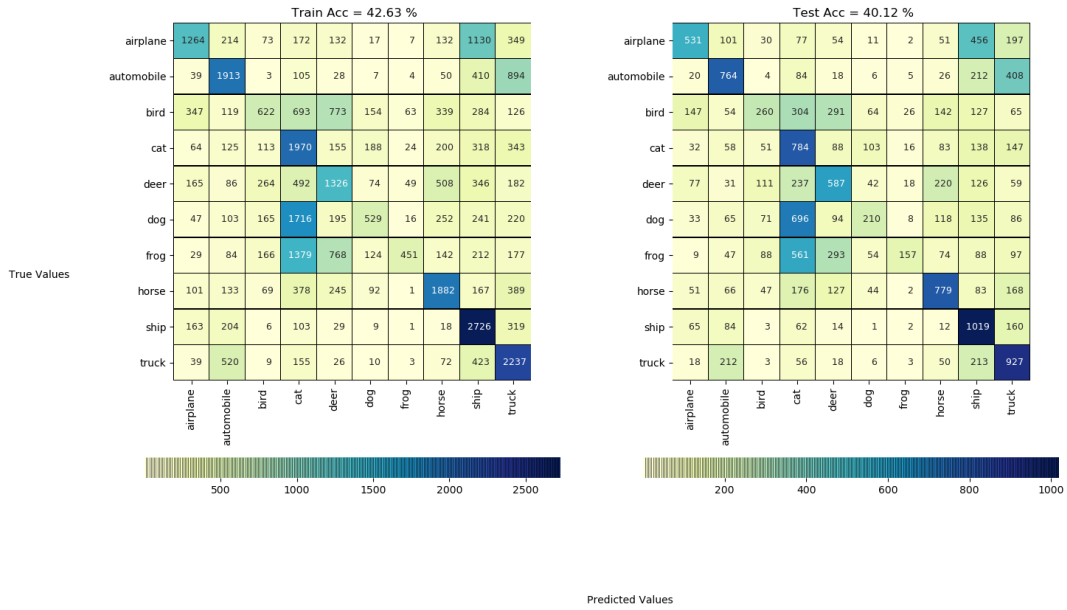 Train Acc = 42.63 %
airplane 1264 214 73 172 132 17 7 132 1130 349
automobile 39 1913 3 105 28 7 4 50 410 894
bird 347 119 622 693 773 154 63 339 284 126
cat 64 125 113 1970 155 188 24 200 318 343
deer 165 86 264 492 1326 74 49 508 346 182
dog 47 103 165 1716 195 529 16 252 241 220
frog 29 84 166 1379 768 124 451 142 212 177
horse 101 133 69 378 245 92 1 1882 167 389
ship 163 204 6 103 29 9 1 18 2726 319
truck 39 520 9 155 26 10 3 72 423 2237
airplane automobile bird cat deer dog frog horse ship truck
500 1000 1500 2000 2500
True Values
Test Acc = 40.12 %
airplane 531 101 30 77 54 11 2 51 456 197
automobile 20 764 4 84 18 6 5 26 212 408
bird 147 54 260 304 291 64 26 142 127 65
cat 32 58 51 784 88 103 16 83 138 147
deer 77 31 111 237 587 42 18 220 126 59
dog 33 65 71 696 94 210 8 118 135 86
frog 9 47 88 561 293 54 157 74 88 97
horse 51 66 47 176 127 44 2 779 83 168
ship 65 84 3 62 14 1 2 12 1019 160
truck 18 212 3 56 18 6 3 50 213 927
airplane automobile bird cat deer dog frog horse ship truck
200 400 600 800 1000
Predicted Values